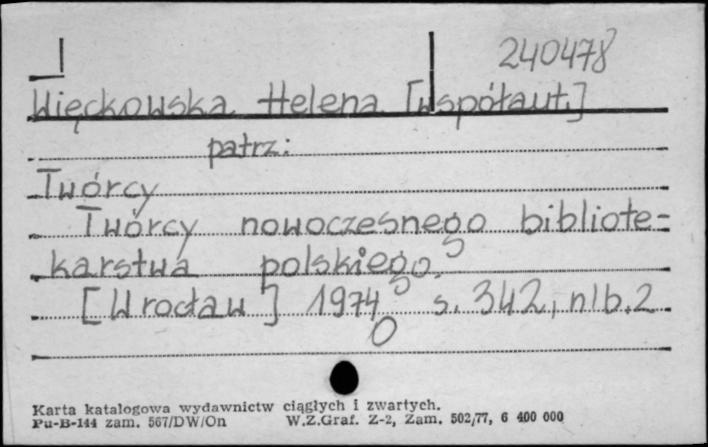 240478
Więckowska Helena [współaut.]
patrz:
Twórcy
Twórcy nowoczesnego bibliote=
karstwa polskiego.
[Wrocław] 1974 s. 342, nlb. 2
Karta katalogowa wydawnictw ciągłych i zwartych.
Pu-B-144 zam. 567/DW/On W.Z.Graf. Z-2, Zam. 502/77, 6 400 000